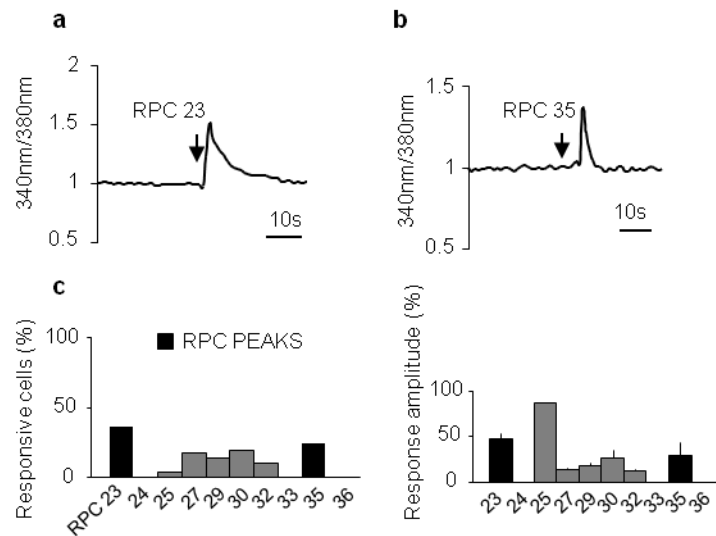 a
340nm/380nm
2
1.5
1
0.5
RPC 23
10s
b
340nm/380nm
1.5
1
0.5
RPC 35
10s
c
Responsive cells (%)
100
50
0
RPC PEAKS
RPC 23 24 25 27 29 30 32 33 35 36
Response amplitude (%)
100
50
0
23 24 25 27 29 30 32 33 35 36